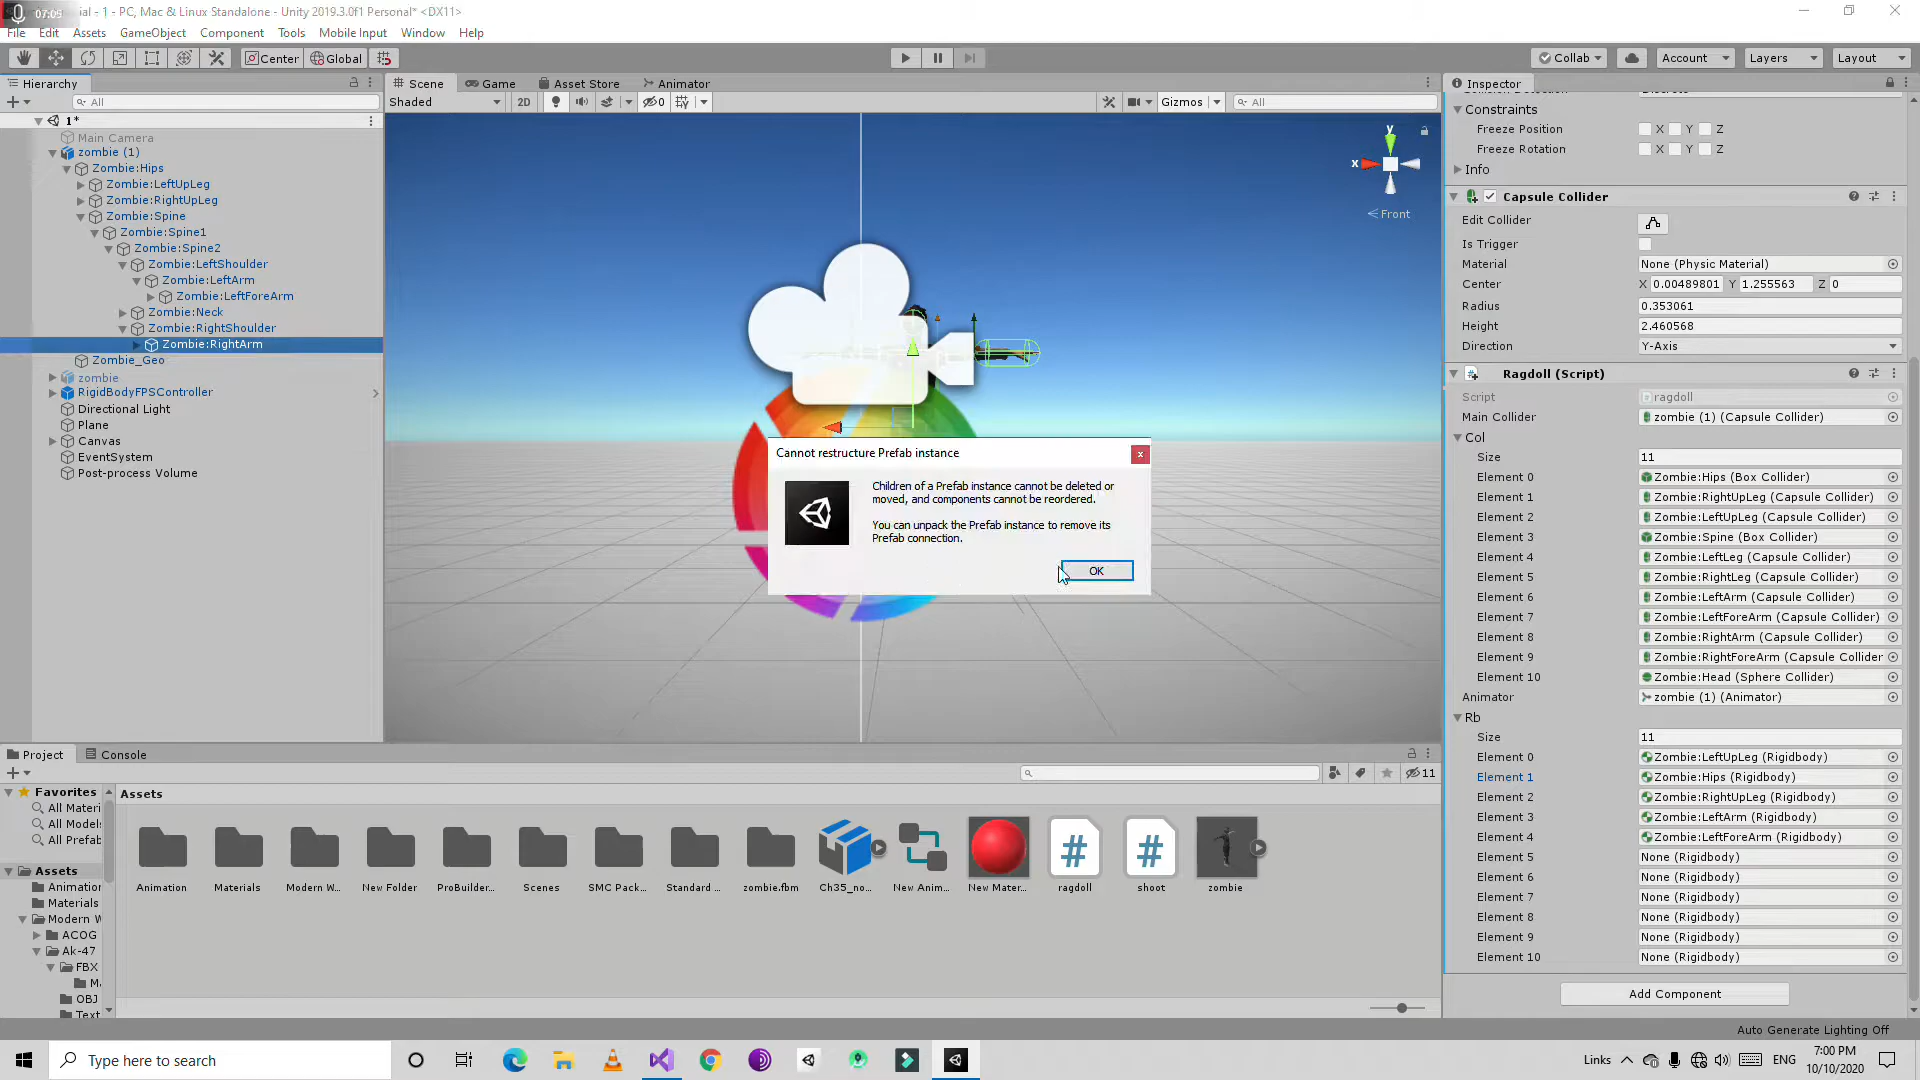 07:09
ial - 1 - PC, Mac & Linux Standalone - Unity 2019.3.0f1 Personal* <DX11>
File Edit Assets GameObject Component Tools Mobile Input Window Help
Center Global Collab Account Layers Layout
Hierarchy
All
1*
Main Camera
zombie (1)
Zombie:Hips
Zombie:LeftUpLeg
Zombie:RightUpLeg
Zombie:Spine
Zombie:Spine1
Zombie:Spine2
Zombie:LeftShoulder
Zombie:LeftArm
Zombie:LeftForeArm
Zombie:Neck
Zombie:RightShoulder
Zombie:RightArm
Zombie_Geo
zombie
RigidBodyFPSController
Directional Light
Plane
Canvas
EventSystem
Post-process Volume
Scene Game Asset Store Animator
Shaded 2D 0 Gizmos All
y
x
Front
Cannot restructure Prefab instance
x
Children of a Prefab instance cannot be deleted or
moved, and components cannot be reordered.
You can unpack the Prefab instance to remove its
Prefab connection.
OK
Inspector
Constraints
Freeze Position X Y Z
Freeze Rotation X Y Z
Info
Capsule Collider
Edit Collider
Is Trigger
Material None (Physic Material)
Center X 0.00489801 Y 1.255563 Z 0
Radius 0.353061
Height 2.460568
Direction Y-Axis
Ragdoll (Script)
Script ragdoll
Main Collider zombie (1) (Capsule Collider)
Col
Size 11
Element 0 Zombie:Hips (Box Collider)
Element 1 Zombie:RightUpLeg (Capsule Collider)
Element 2 Zombie:LeftUpLeg (Capsule Collider)
Element 3 Zombie:Spine (Box Collider)
Element 4 Zombie:LeftLeg (Capsule Collider)
Element 5 Zombie:RightLeg (Capsule Collider)
Element 6 Zombie:LeftArm (Capsule Collider)
Element 7 Zombie:LeftForeArm (Capsule Collider)
Element 8 Zombie:RightArm (Capsule Collider)
Element 9 Zombie:RightForeArm (Capsule Collider
Element 10 Zombie:Head (Sphere Collider)
Animator zombie (1) (Animator)
Rb
Size 11
Element 0 Zombie:LeftUpLeg (Rigidbody)
Element 1 Zombie:Hips (Rigidbody)
Element 2 Zombie:RightUpLeg (Rigidbody)
Element 3 Zombie:LeftArm (Rigidbody)
Element 4 Zombie:LeftForeArm (Rigidbody)
Element 5 None (Rigidbody)
Element 6 None (Rigidbody)
Element 7 None (Rigidbody)
Element 8 None (Rigidbody)
Element 9 None (Rigidbody)
Element 10 None (Rigidbody)
Add Component
Project Console
11
Favorites
All Materi
All Model
All Prefab
Assets
Animation
Materials
Modern W
ACOG
Ak-47
FBX
Ma
OBJ
Text
Assets
Animation Materials Modern W... New Folder ProBuilder... Scenes SMC Pack... Standard ... zombie.fbm Ch35_no... New Anim... New Mater... ragdoll shoot zombie
Auto Generate Lighting Off
Type here to search
Links ENG
7:00 PM
10/10/2020